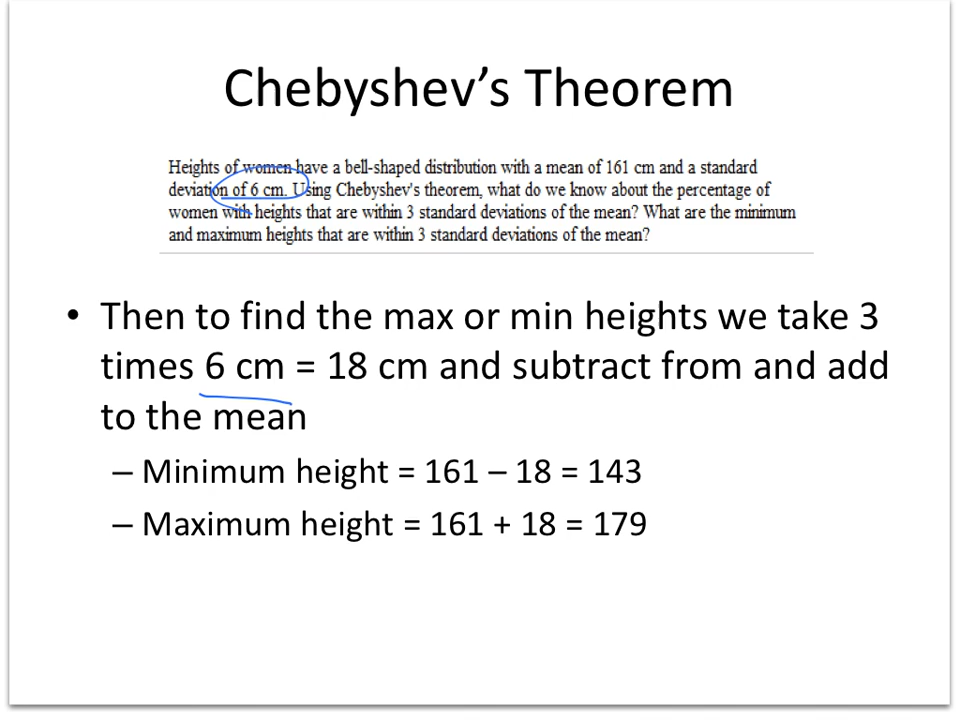 Chebyshev's Theorem
Heights of women have a bell-shaped distribution with a mean of 161 cm and a standard
deviation of 6 cm. Using Chebyshev's theorem, what do we know about the percentage of
women with heights that are within 3 standard deviations of the mean? What are the minimum
and maximum heights that are within 3 standard deviations of the mean?
• Then to find the max or min heights we take 3
times 6 cm = 18 cm and subtract from and add
to the mean
– Minimum height = 161 – 18 = 143
– Maximum height = 161 + 18 = 179